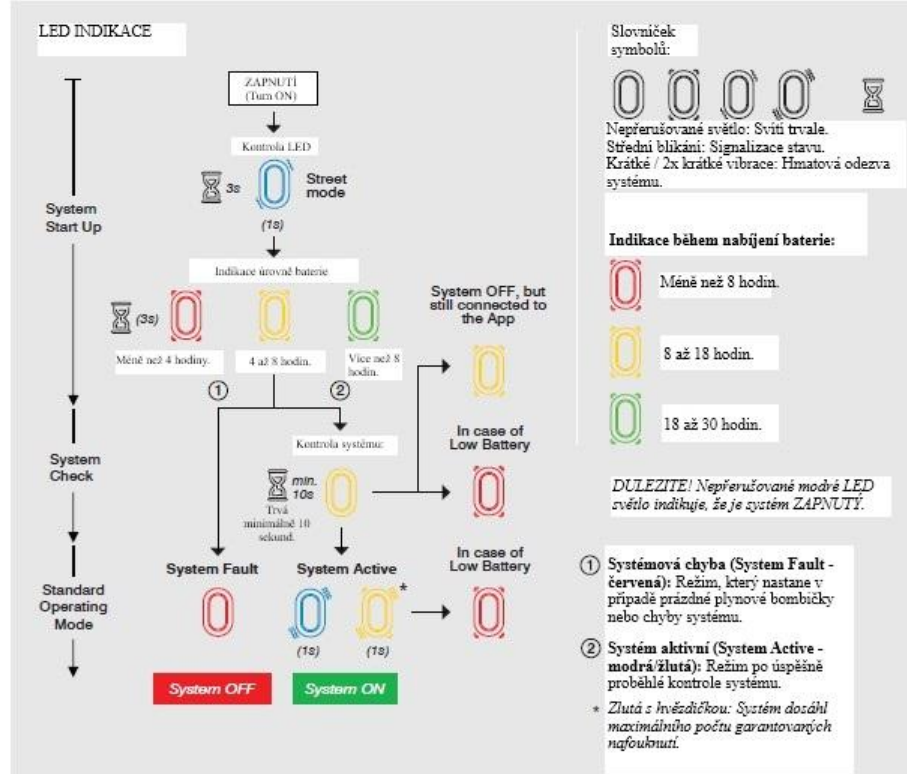 LED INDIKACE
ZAPNUTÍ
(Turn ON)
Kontrola LED
3s
Street
mode
(1s)
System
Start Up
Indikace úrovně baterie
(3s)
Méně než 4 hodiny.
4 až 8 hodin.
Více než 8
hodin.
System OFF, but
still connected to
the App
1
2
Kontrola systému:
In case of
Low Battery
System
Check
min.
10s
Trvá
minimálně 10
sekund.
System Fault
System Active
In case of
Low Battery
*
Standard
Operating
Mode
(1s)
(1s)
System OFF
System ON
Slovníček
symbolů:
Nepřerušované světlo: Svítí trvale.
Střední blikání: Signalizace stavu.
Krátké / 2x krátké vibrace: Hmatová odezva
systému.
Indikace během nabíjení baterie:
Méně než 8 hodin.
8 až 18 hodin.
18 až 30 hodin.
DULEZITE! Nepřerušované modré LED
světlo indikuje, že je systém ZAPNUTÝ.
1 Systémová chyba (System Fault -
červená): Režim, který nastane v
případě prázdné plynové bombičky
nebo chyby systému.
2 Systém aktivní (System Active -
modrá/žlutá): Režim po úspěšně
proběhlé kontrole systému.
* Zlutá s hvězdičkou: Systém dosáhl
maximálního počtu garantovaných
nafouknutí.